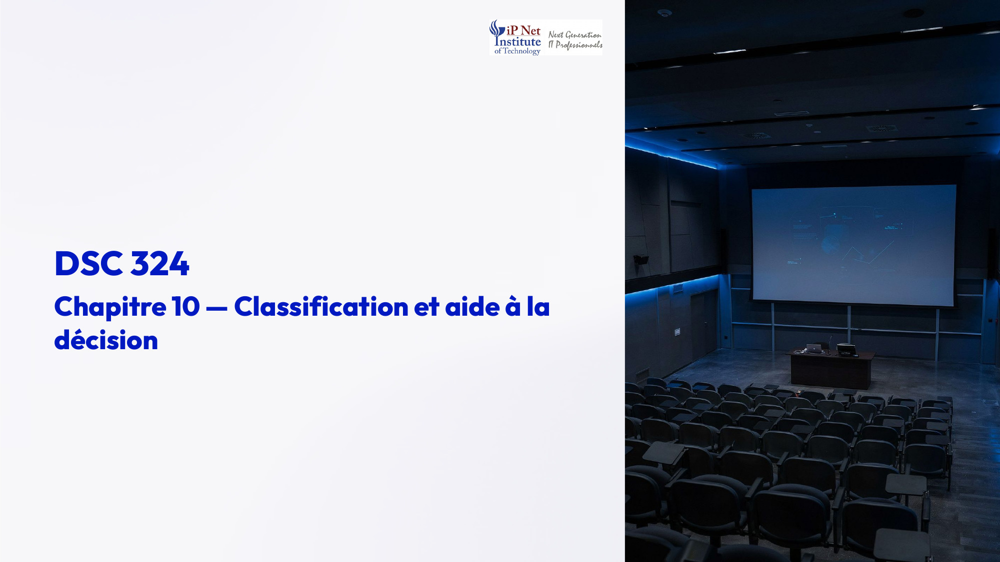 iP Net
Institute
of Technology
Next Generation
IT Professionnels
DSC 324
Chapitre 10 — Classification et aide à la
décision